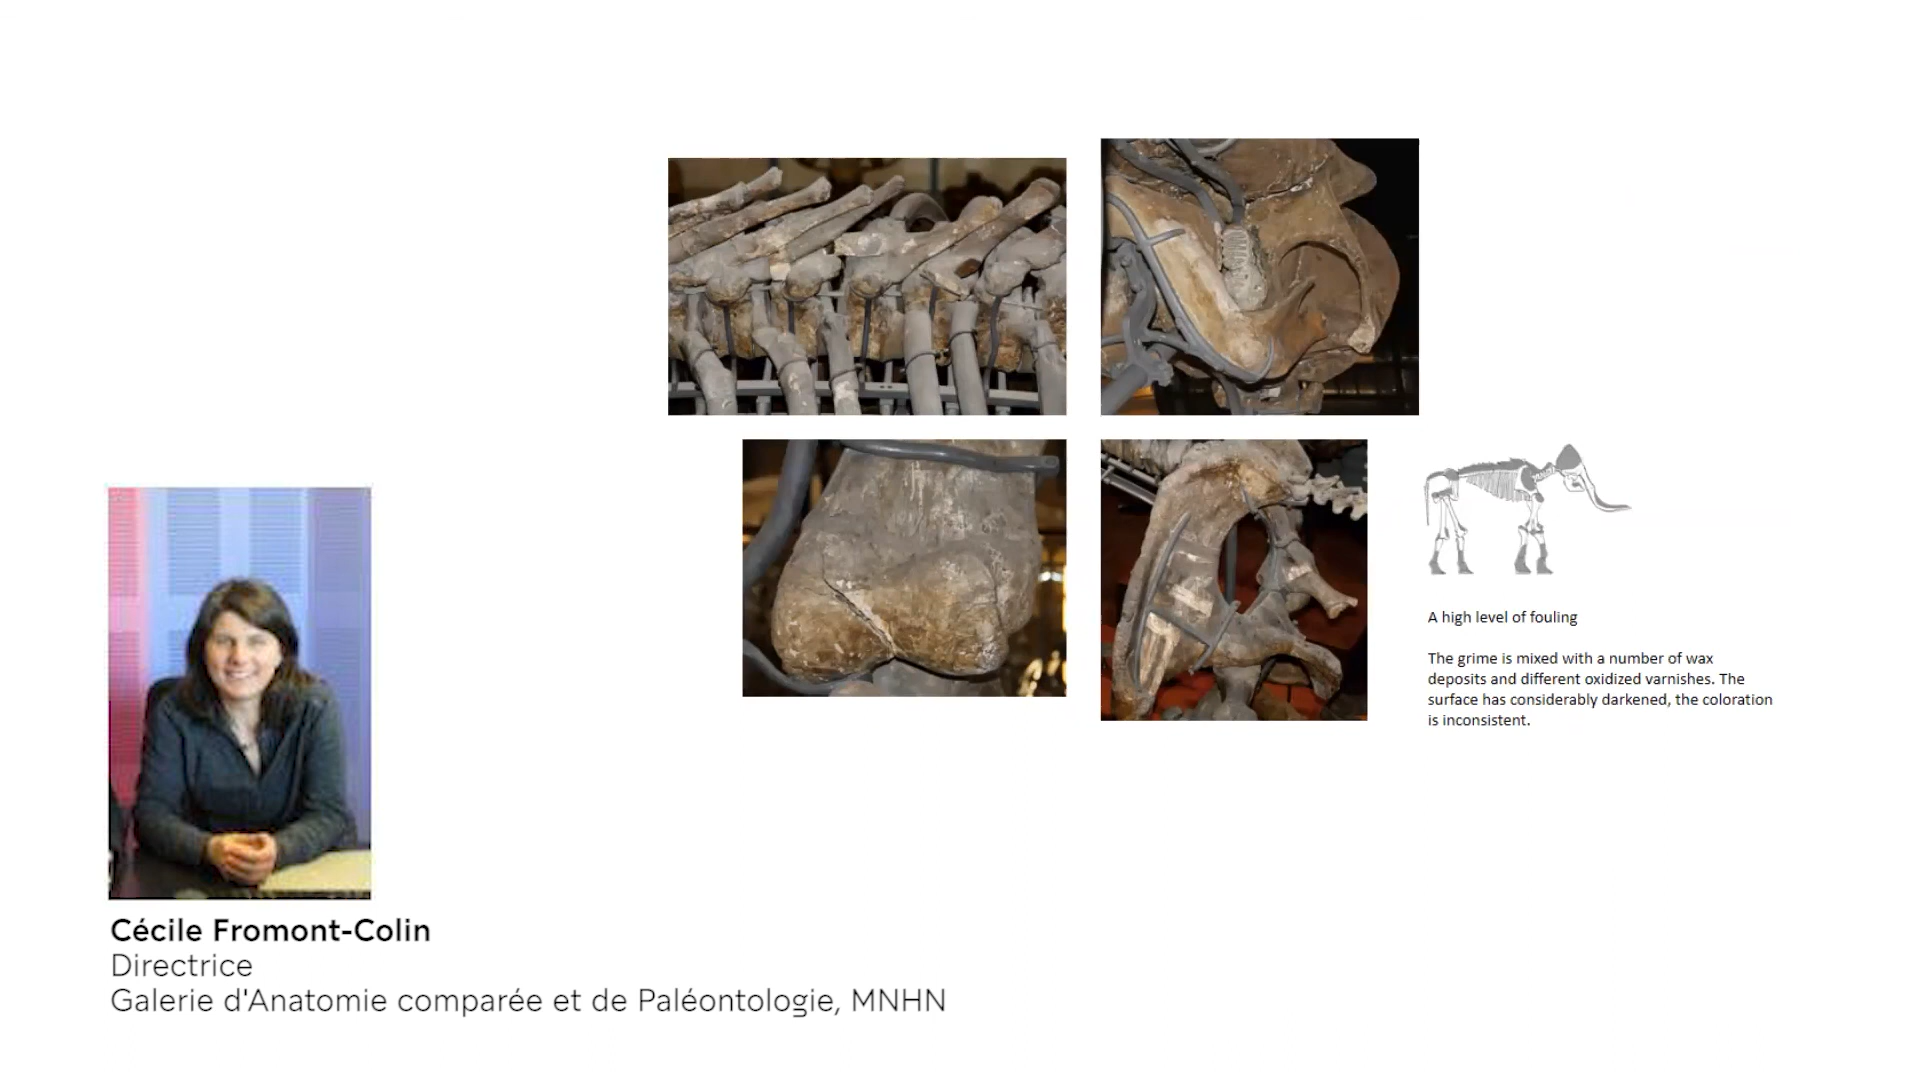 A high level of fouling
The grime is mixed with a number of wax
deposits and different oxidized varnishes. The
surface has considerably darkened, the coloration
is inconsistent.
Cécile Fromont-Colin
Directrice
Galerie d'Anatomie comparée et de Paléontologie, MNHN